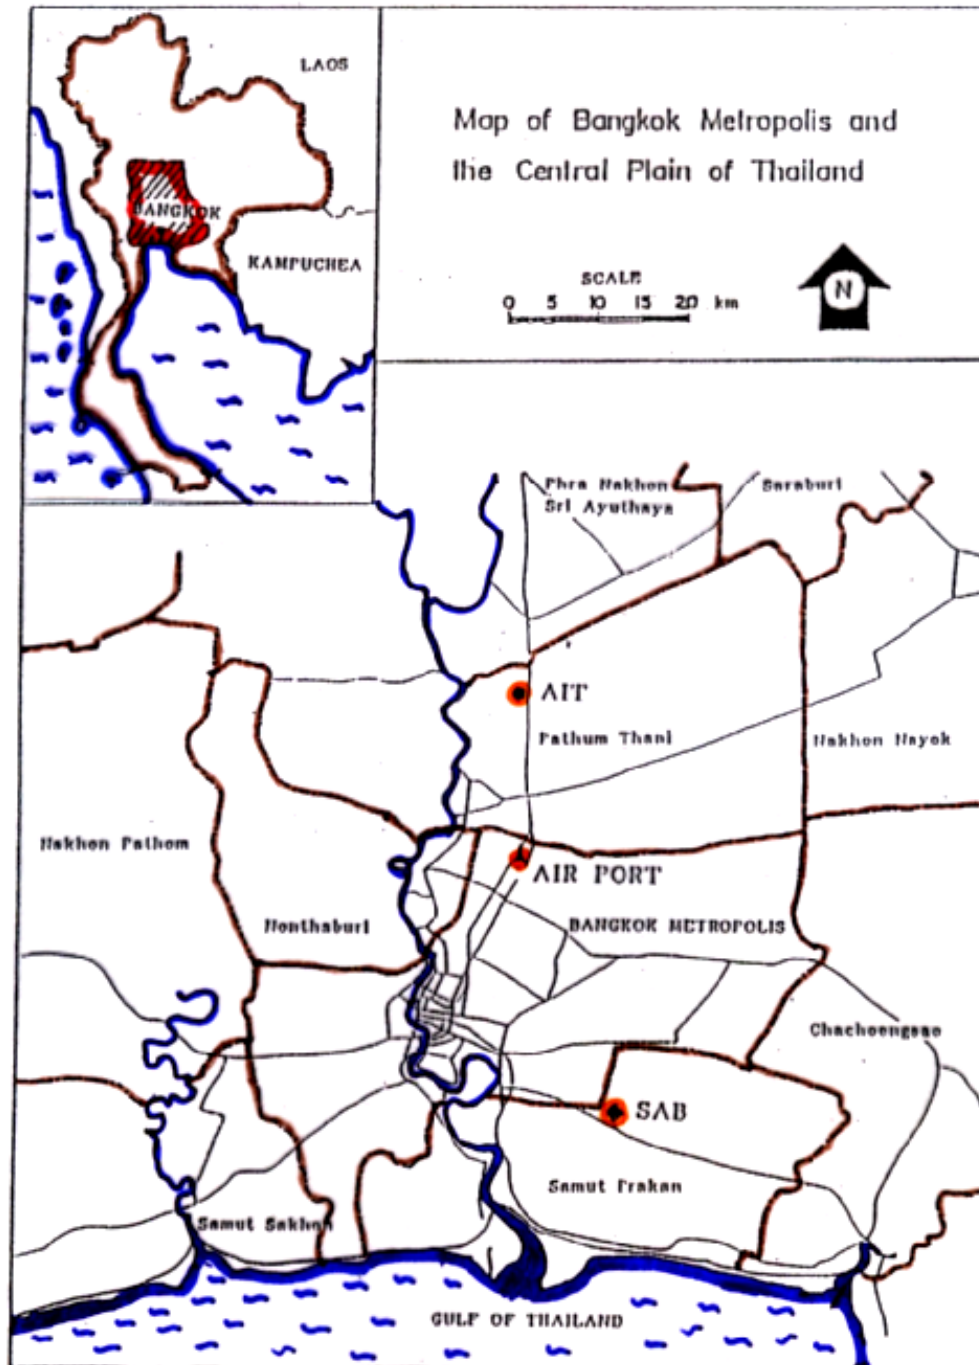 LAOS
BANGKOK
KAMPUCHEA
Map of Bangkok Metropolis and
the Central Plain of Thailand
SCALE
0 5 10 15 20 km
N
Phra Nakhon
Sri Ayuthaya
Saraburi
AIT
Pathum Thani
Nakhon Nayok
Nakhon Pathom
AIR PORT
Nonthaburi
BANGKOK METROPOLIS
Chachoengsao
SAB
Samut Prakan
Samut Sakhon
GULF OF THAILAND